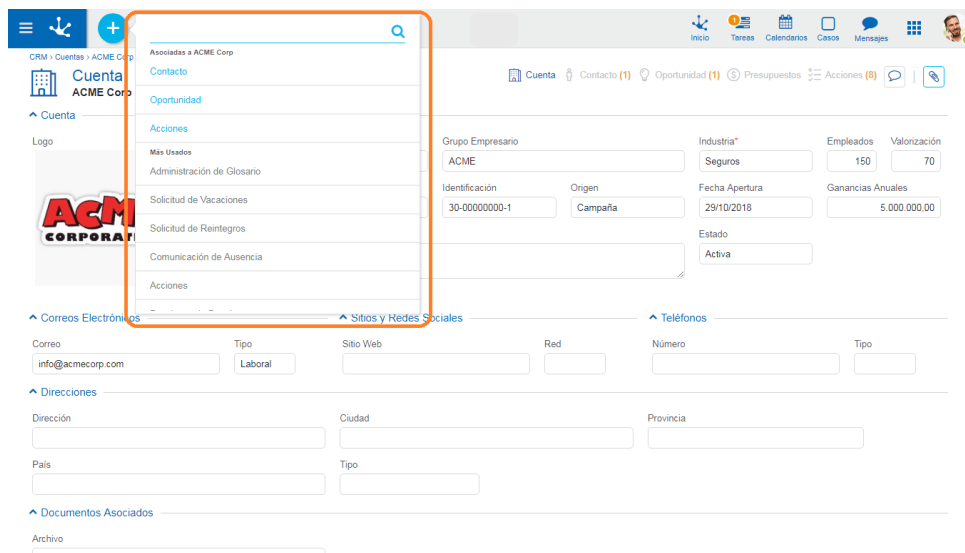 1
Inicio
Tareas
Calendarios
Casos
Mensajes
CRM › Cuentas › ACME Corp
Cuenta
ACME Corp
Cuenta
Contacto (1)
Oportunidad (1)
Presupuestos
Acciones (8)
Asociadas a ACME Corp
Contacto
Oportunidad
Acciones
Más Usados
Administración de Glosario
Solicitud de Vacaciones
Solicitud de Reintegros
Comunicación de Ausencia
Acciones
Cuenta
Logo
ACME
CORPORATI
Grupo Empresario
Industria*
Empleados
Valorización
ACME
Seguros
150
70
Identificación
Origen
Fecha Apertura
Ganancias Anuales
30-00000000-1
Campaña
29/10/2018
5.000.000,00
Estado
Activa
Correos Electrónicos
Sitios y Redes Sociales
Teléfonos
Correo
Tipo
Sitio Web
Red
Número
Tipo
info@acmecorp.com
Laboral
Direcciones
Dirección
Ciudad
Provincia
País
Tipo
Documentos Asociados
Archivo